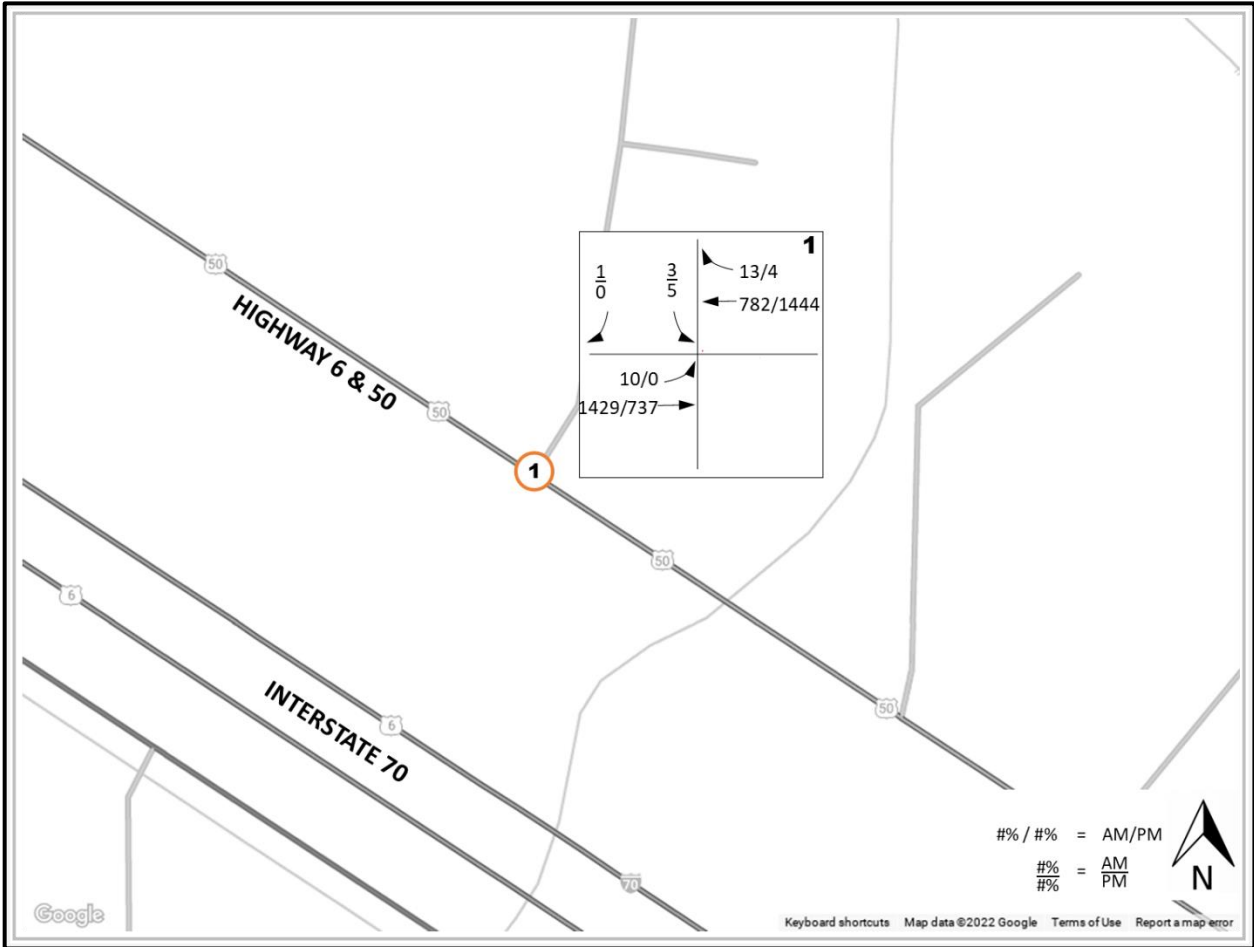 50
HIGHWAY 6 & 50
50
1
50
50
1
1
0
3
5
13/4
782/1444
10/0
1429/737
6
6
INTERSTATE 70
70
#% / #% = AM/PM
#%
#%
=
AM
PM
N
Google
Keyboard shortcuts Map data ©2022 Google Terms of Use Report a map error